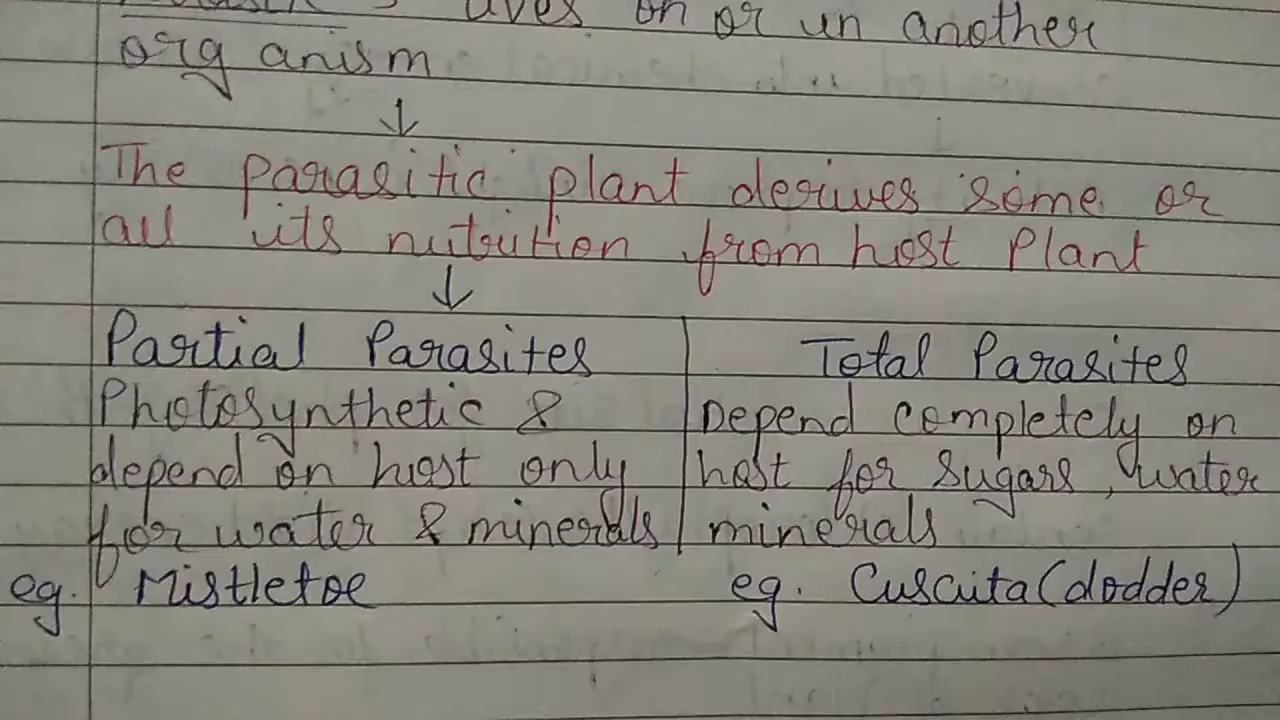 lives on or in another
organism
↓
The parasitic plant derives some or
all its nutrition from host Plant
↓
Partial Parasites
Photosynthetic &
depend on host only
for water & minerals
eg. Mistletoe
Total Parasites
Depend completely on
host for sugars, water
minerals
eg. Cuscuta (dodder)